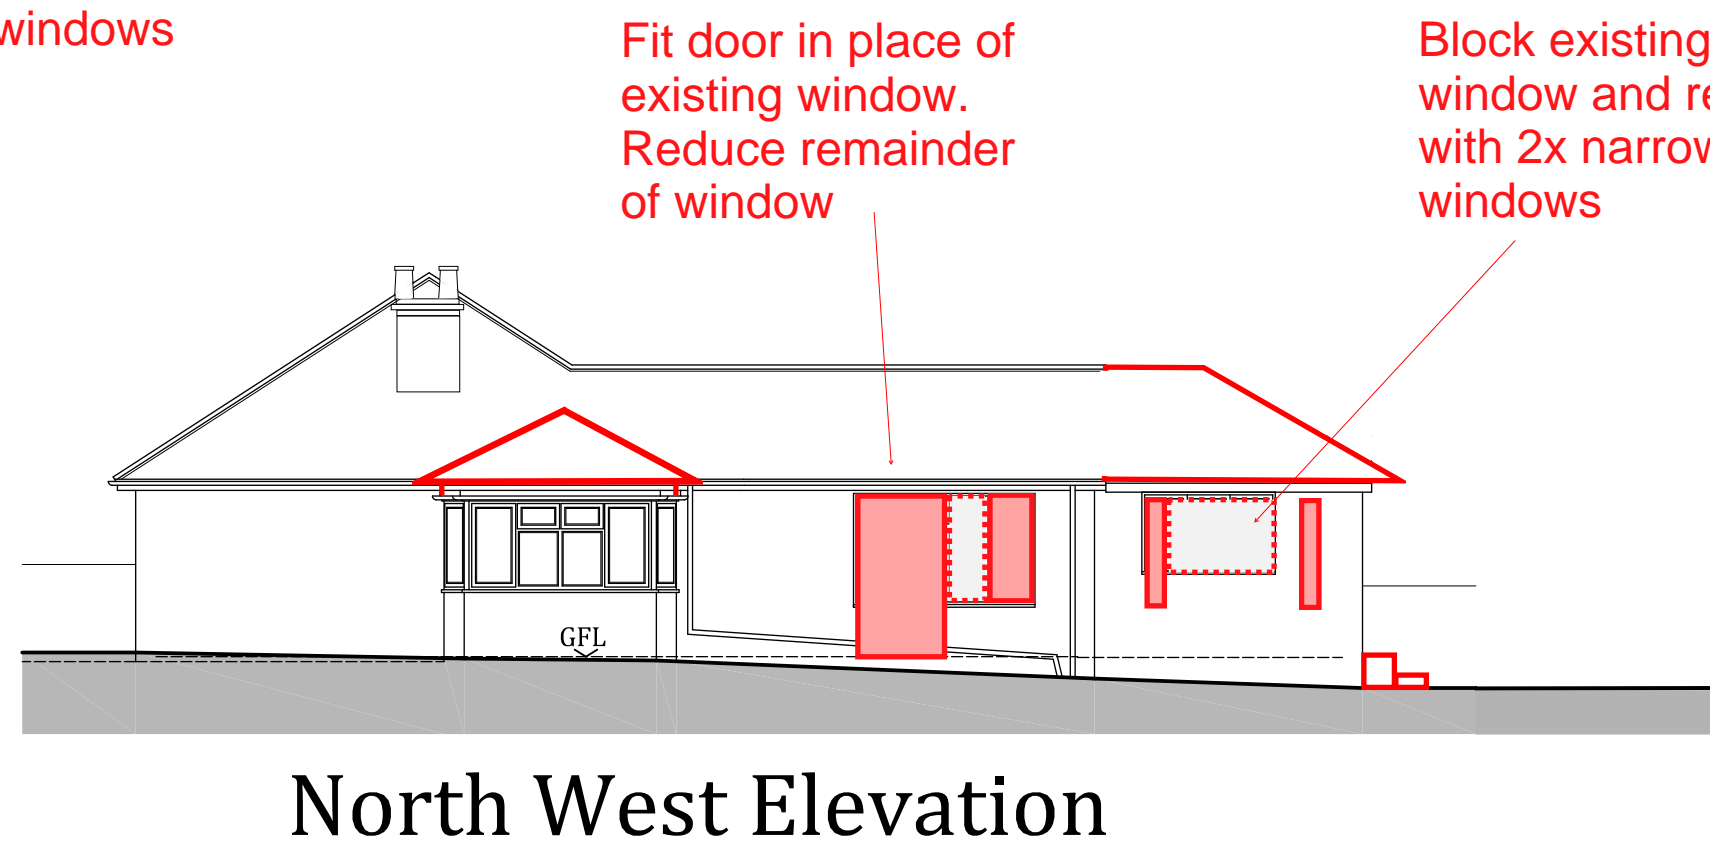 windows
Fit door in place of
existing window.
Reduce remainder
of window
Block existing
window and re
with 2x narrow
windows
GFL
North West Elevation